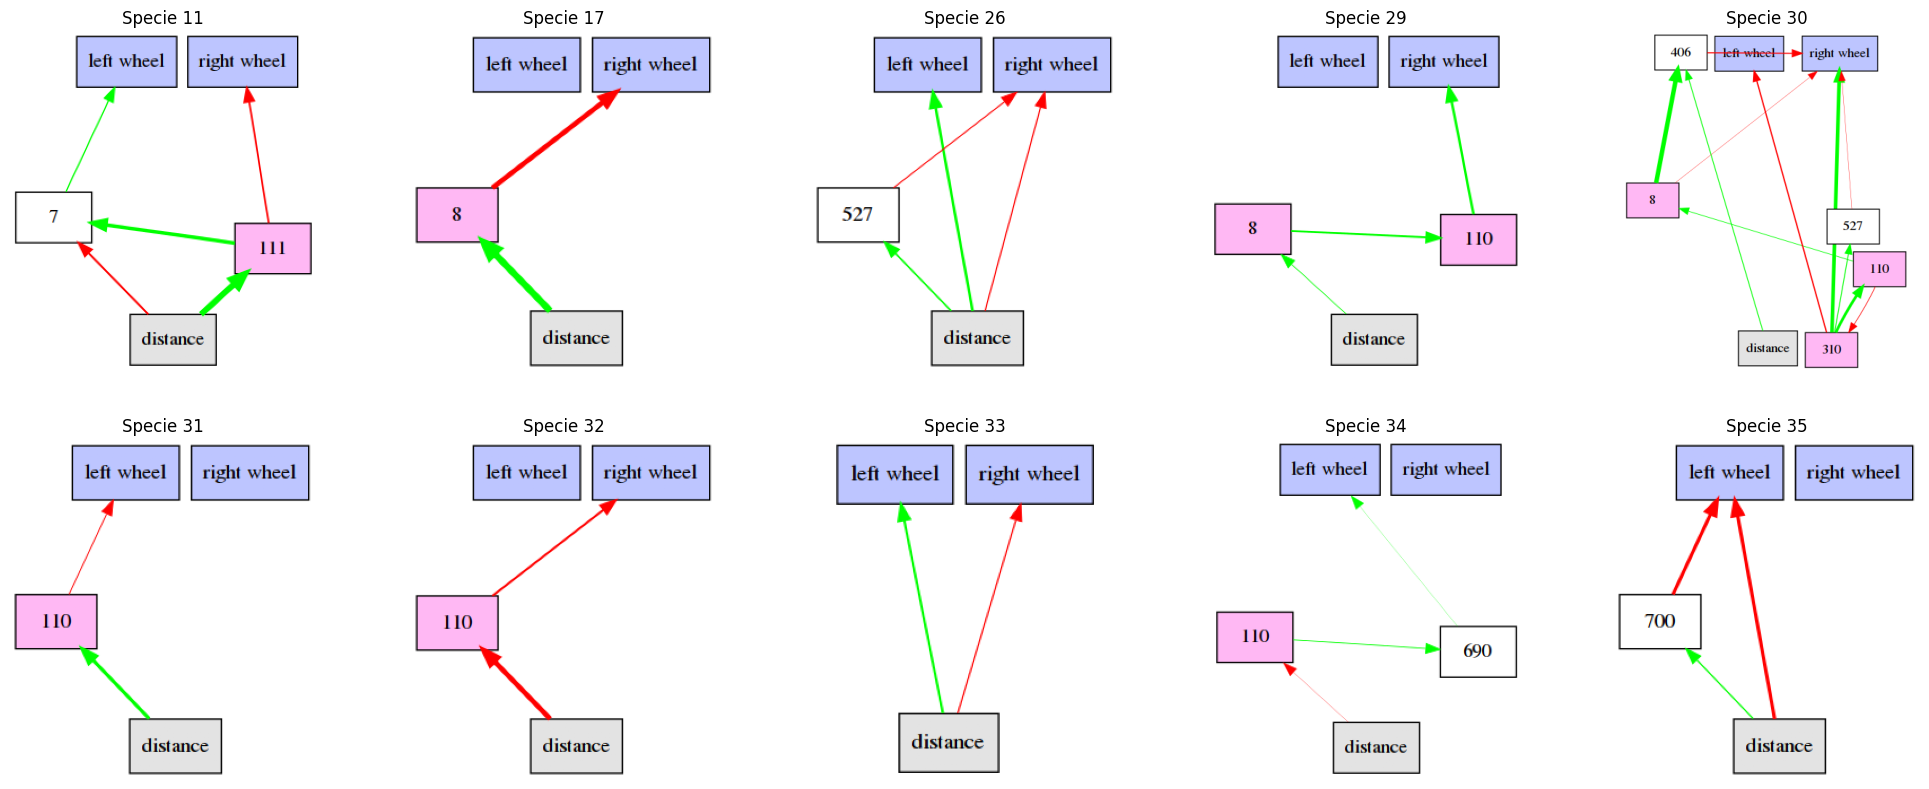 Specie 11
left wheel
right wheel
7
111
distance
Specie 17
left wheel
right wheel
8
distance
Specie 26
left wheel
right wheel
527
distance
Specie 29
left wheel
right wheel
8
110
distance
Specie 30
406
left wheel
right wheel
8
527
110
distance
310
Specie 31
left wheel
right wheel
110
distance
Specie 32
left wheel
right wheel
110
distance
Specie 33
left wheel
right wheel
distance
Specie 34
left wheel
right wheel
110
690
distance
Specie 35
left wheel
right wheel
700
distance